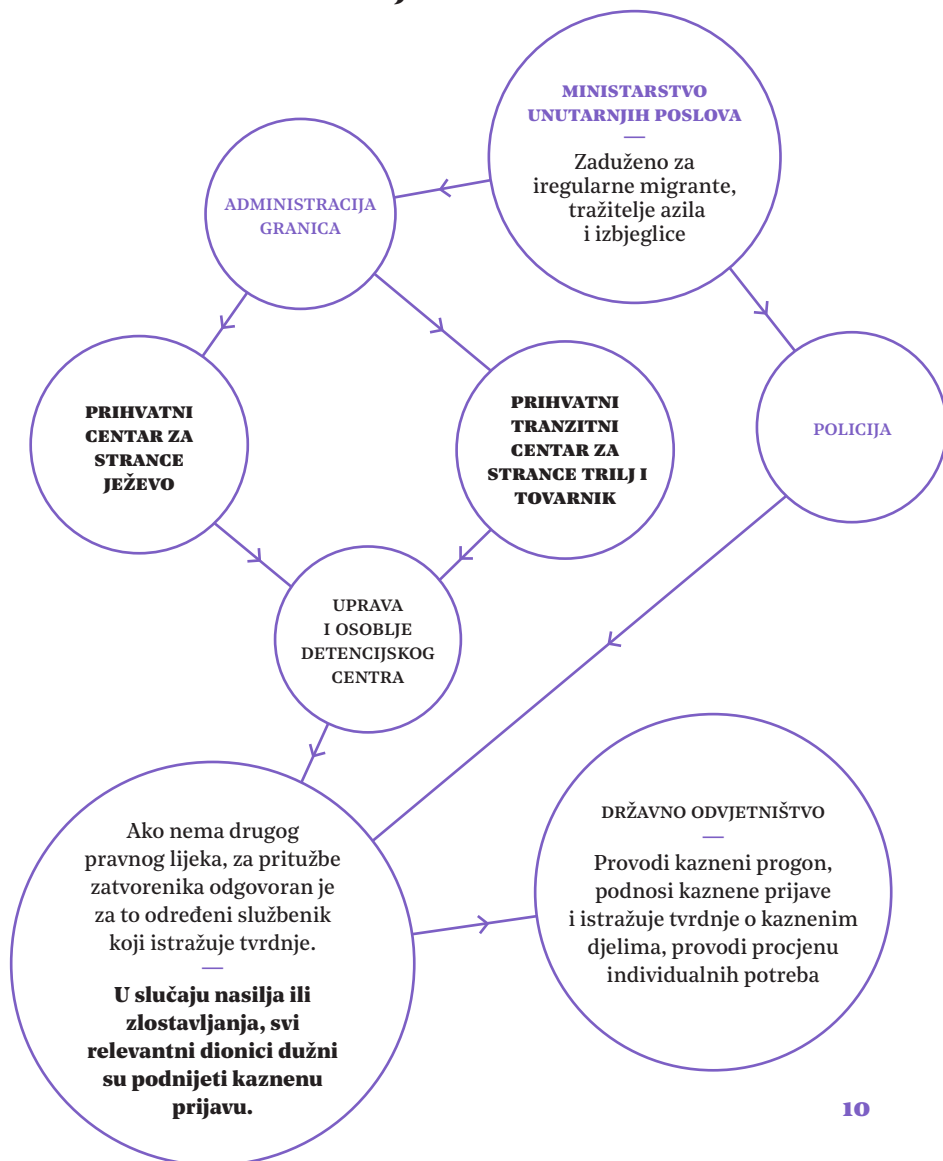 MINISTARSTVO
UNUTARNJIH POSLOVA
—
Zaduženo za
iregularne migrante,
tražitelje azila
i izbjeglice
ADMINISTRACIJA
GRANICA
PRIHVATNI
CENTAR ZA
STRANCE
JEŽEVO
PRIHVATNI
TRANZITNI
CENTAR ZA
STRANCE TRILJ I
TOVARNIK
POLICIJA
UPRAVA
I OSOBLJE
DETENCIJSKOG
CENTRA
Ako nema drugog
pravnog lijeka, za pritužbe
zatvorenika odgovoran je
za to određeni službenik
koji istražuje tvrdnje.
—
U slučaju nasilja ili
zlostavljanja, svi
relevantni dionici dužni
su podnijeti kaznenu
prijavu.
DRŽAVNO ODVJETNIŠTVO
—
Provodi kazneni progon,
podnosi kaznene prijave
i istražuje tvrdnje o kaznenim
djelima, provodi procjenu
individualnih potreba
10